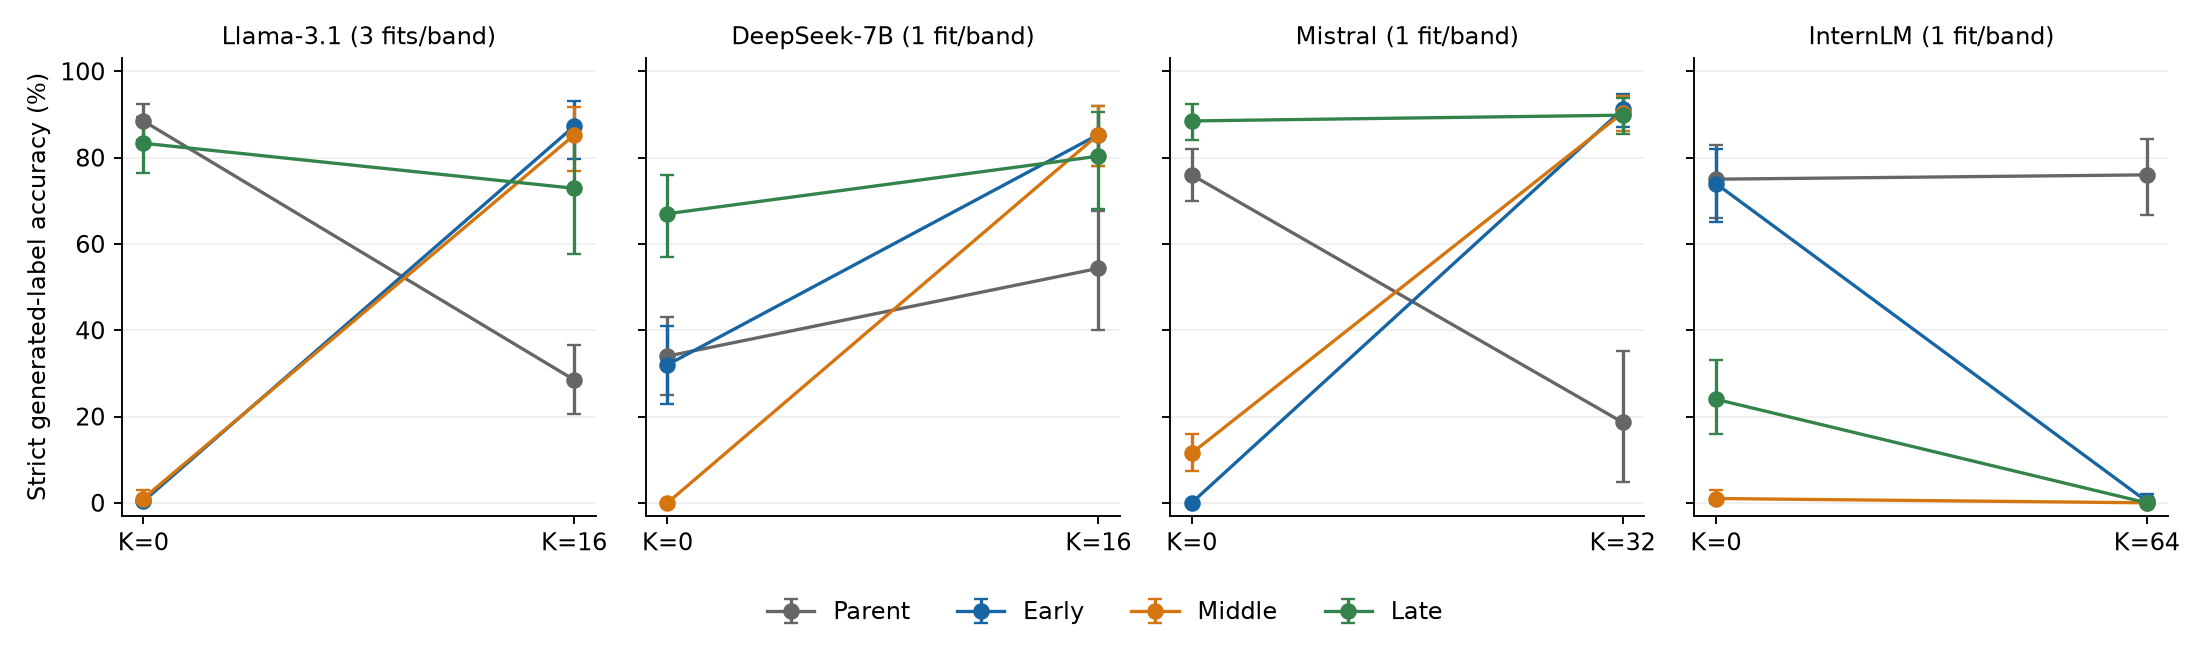 Llama-3.1 (3 fits/band)
DeepSeek-7B (1 fit/band)
Mistral (1 fit/band)
InternLM (1 fit/band)
Strict generated-label accuracy (%)
100
80
60
40
20
0
K=0
K=16
K=0
K=16
K=0
K=32
K=0
K=64
Parent
Early
Middle
Late